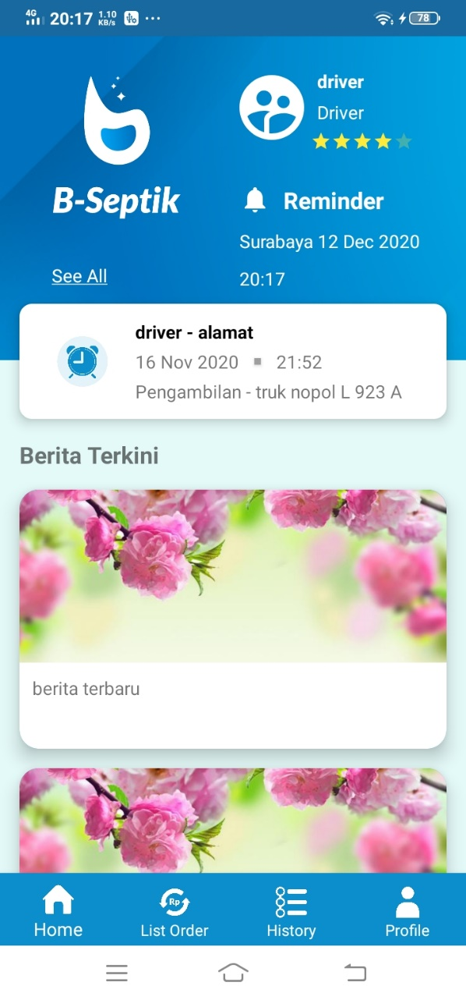 4G 20:17 1.10 KB/s ... 78
driver
Driver
B-Septik
Reminder
Surabaya 12 Dec 2020
See All
20:17
driver - alamat
16 Nov 2020 ▪ 21:52
Pengambilan - truk nopol L 923 A
Berita Terkini
berita terbaru
Rp
Home List Order History Profile